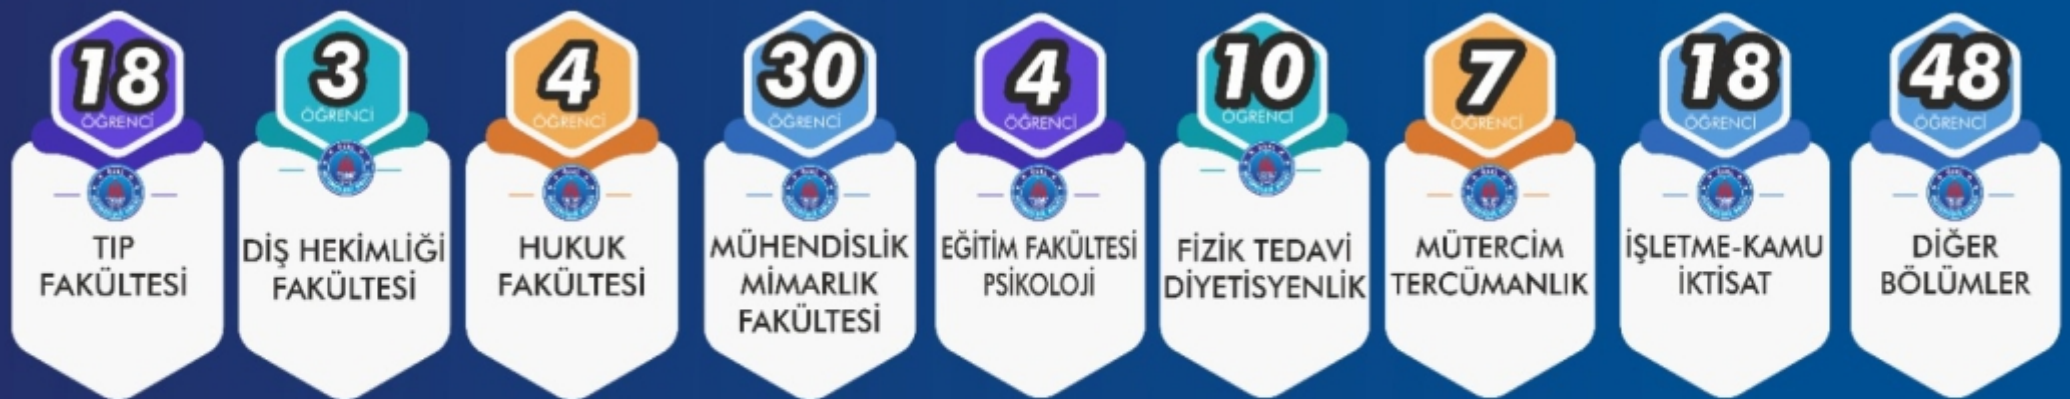 18
ÖĞRENCİ
TIP
FAKÜLTESİ
3
ÖĞRENCİ
DİŞ HEKİMLİĞİ
FAKÜLTESİ
4
ÖĞRENCİ
HUKUK
FAKÜLTESİ
30
ÖĞRENCİ
MÜHENDİSLİK
MİMARLIK
FAKÜLTESİ
4
ÖĞRENCİ
EĞİTİM FAKÜLTESİ
PSİKOLOJİ
10
ÖĞRENCİ
FİZİK TEDAVİ
DİYETİSYENLİK
7
ÖĞRENCİ
MÜTERCİM
TERCÜMANLIK
18
ÖĞRENCİ
İŞLETME-KAMU
İKTİSAT
48
ÖĞRENCİ
DİĞER
BÖLÜMLER